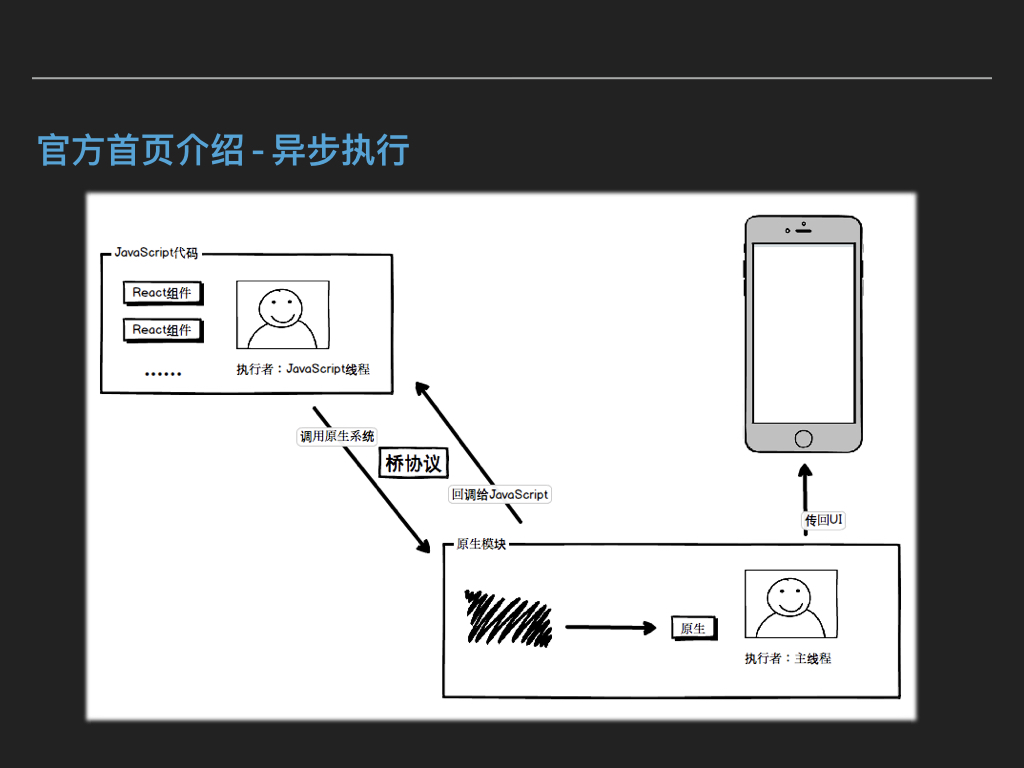 官方首页介绍 - 异步执行
JavaScript代码
React组件
React组件
......
执行者：JavaScript线程
调用原生系统
桥协议
回调给JavaScript
传回UI
原生模块
原生
执行者：主线程